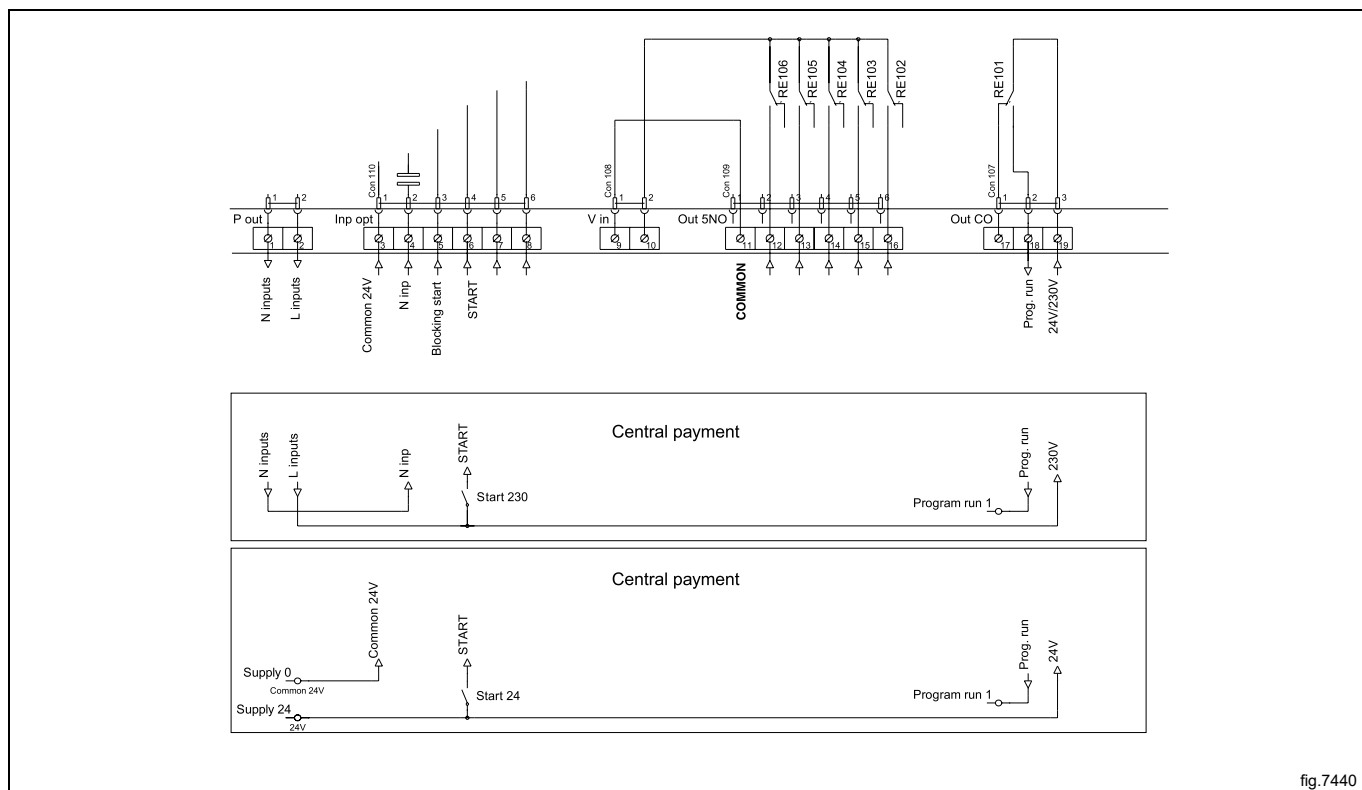 RE106 RE105 RE104 RE103 RE102 RE101
Con 110 Con 108 Con 109 Con 107
1 2 1 2 3 4 5 6 1 2 1 2 3 4 5 6 1 2 3
P out Inp opt V in Out 5NO Out CO
1 2 3 4 5 6 7 8 9 10 11 12 13 14 15 16 17 18 19
N inputs
L inputs
Common 24V
N inp
Blocking start
START
COMMON
Prog. run
24V/230V
Central payment
N inputs
L inputs
N inp
START
Start 230
Program run 1
Prog. run
230V
Central payment
Common 24V
START
Prog. run
24V
Supply 0
Common 24V
Start 24
Program run 1
Supply 24
24V
fig.7440